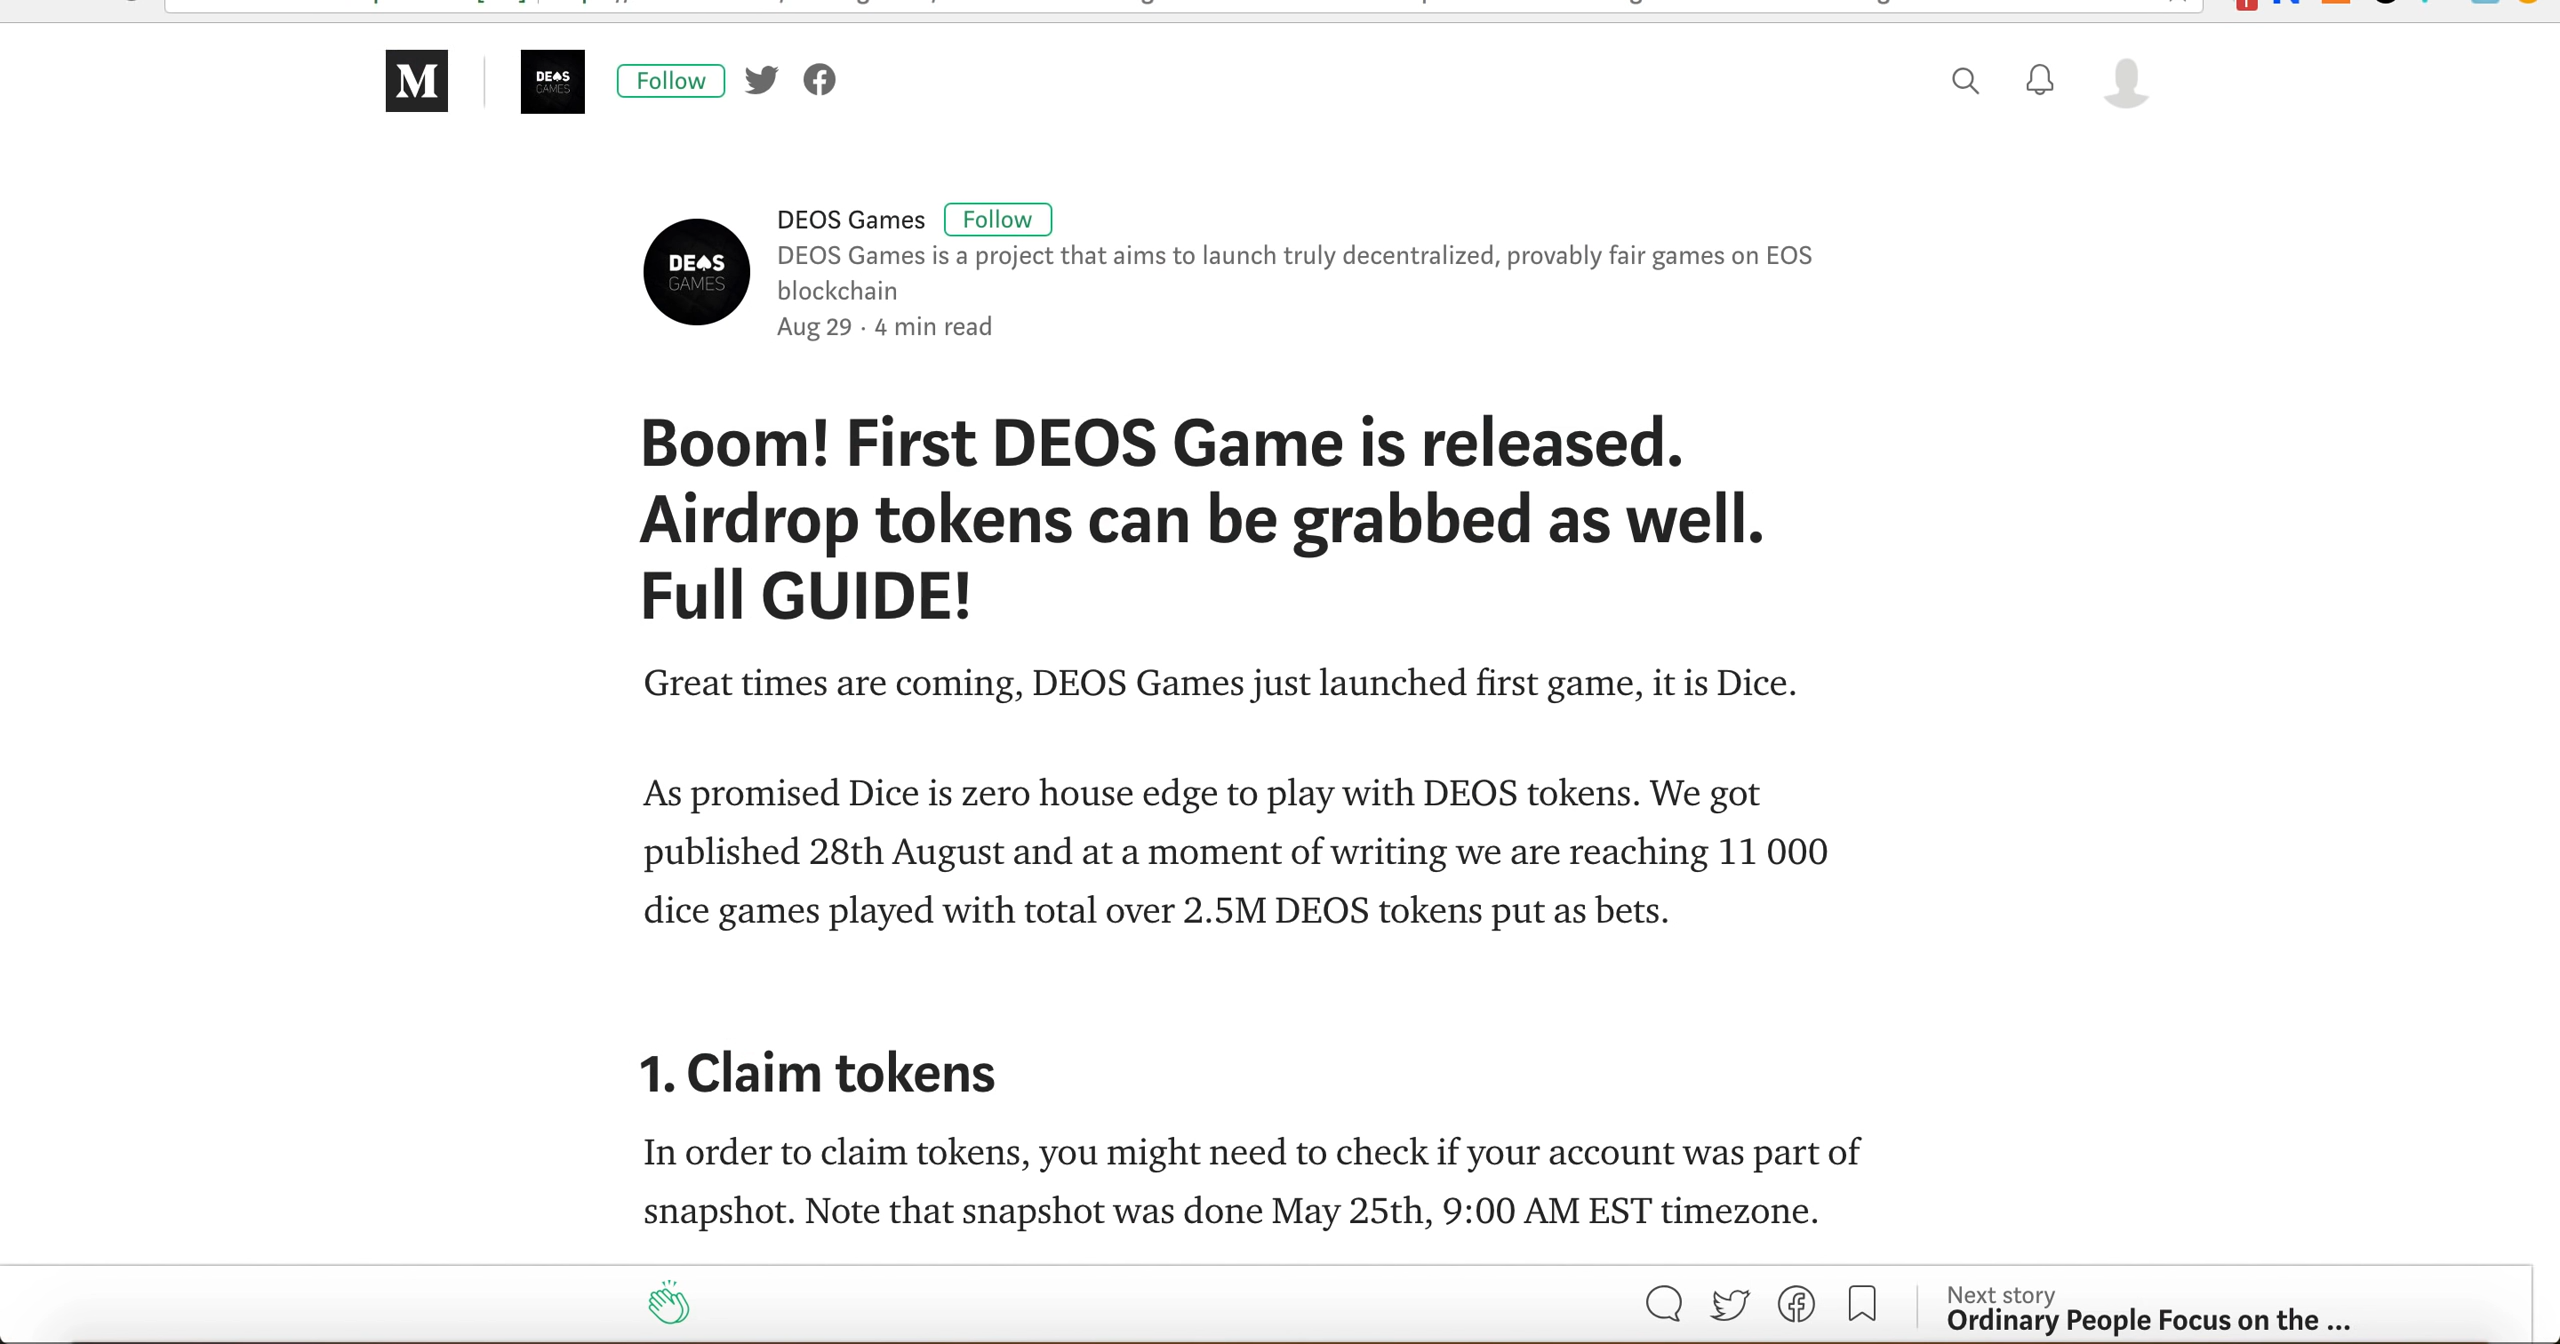 M
DEOS
GAMES
Follow
DEOS
GAMES
DEOS Games
Follow
DEOS Games is a project that aims to launch truly decentralized, provably fair games on EOS
blockchain
Aug 29 · 4 min read
Boom! First DEOS Game is released.
Airdrop tokens can be grabbed as well.
Full GUIDE!
Great times are coming, DEOS Games just launched first game, it is Dice.
As promised Dice is zero house edge to play with DEOS tokens. We got
published 28th August and at a moment of writing we are reaching 11 000
dice games played with total over 2.5M DEOS tokens put as bets.
1. Claim tokens
In order to claim tokens, you might need to check if your account was part of
snapshot. Note that snapshot was done May 25th, 9:00 AM EST timezone.
Next story
Ordinary People Focus on the ...